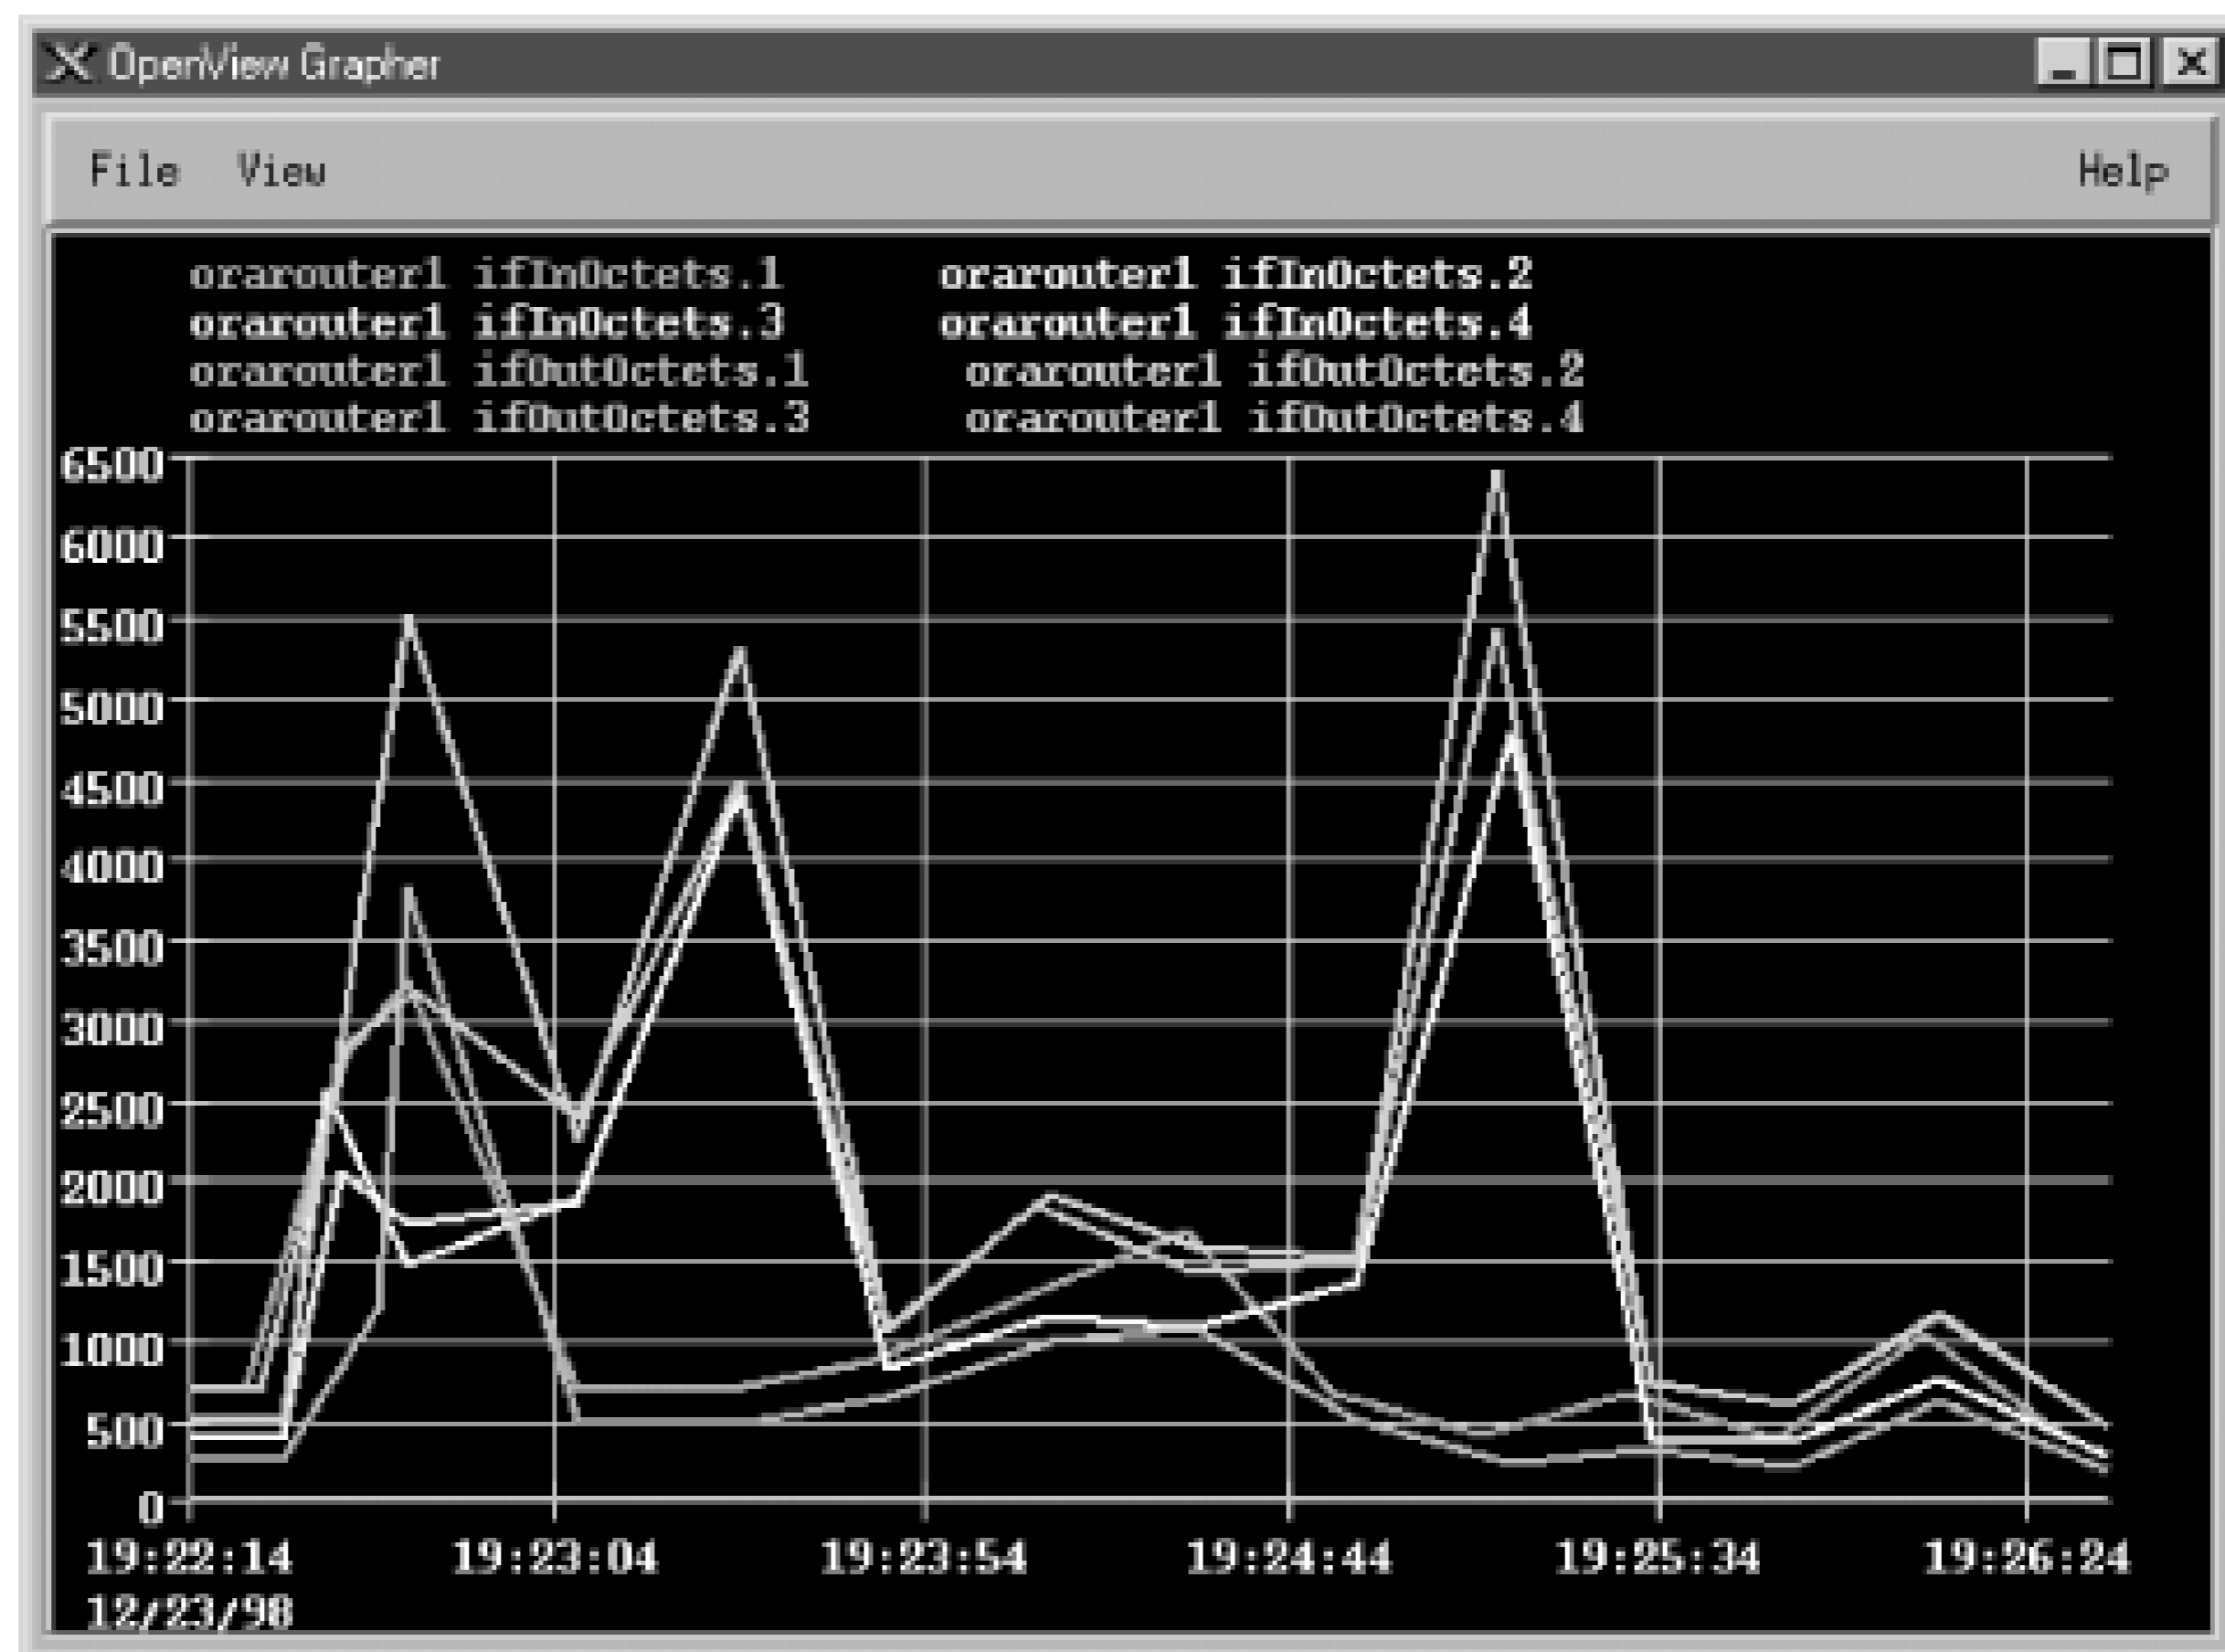 OpenView Grapher
File View Help
orarouter1 ifInOctets.1 orarouter1 ifInOctets.2
orarouter1 ifInOctets.3 orarouter1 ifInOctets.4
orarouter1 ifOutOctets.1 orarouter1 ifOutOctets.2
orarouter1 ifOutOctets.3 orarouter1 ifOutOctets.4
6500
6000
5500
5000
4500
4000
3500
3000
2500
2000
1500
1000
500
0
19:22:14 19:23:04 19:23:54 19:24:44 19:25:34 19:26:24
12/23/98